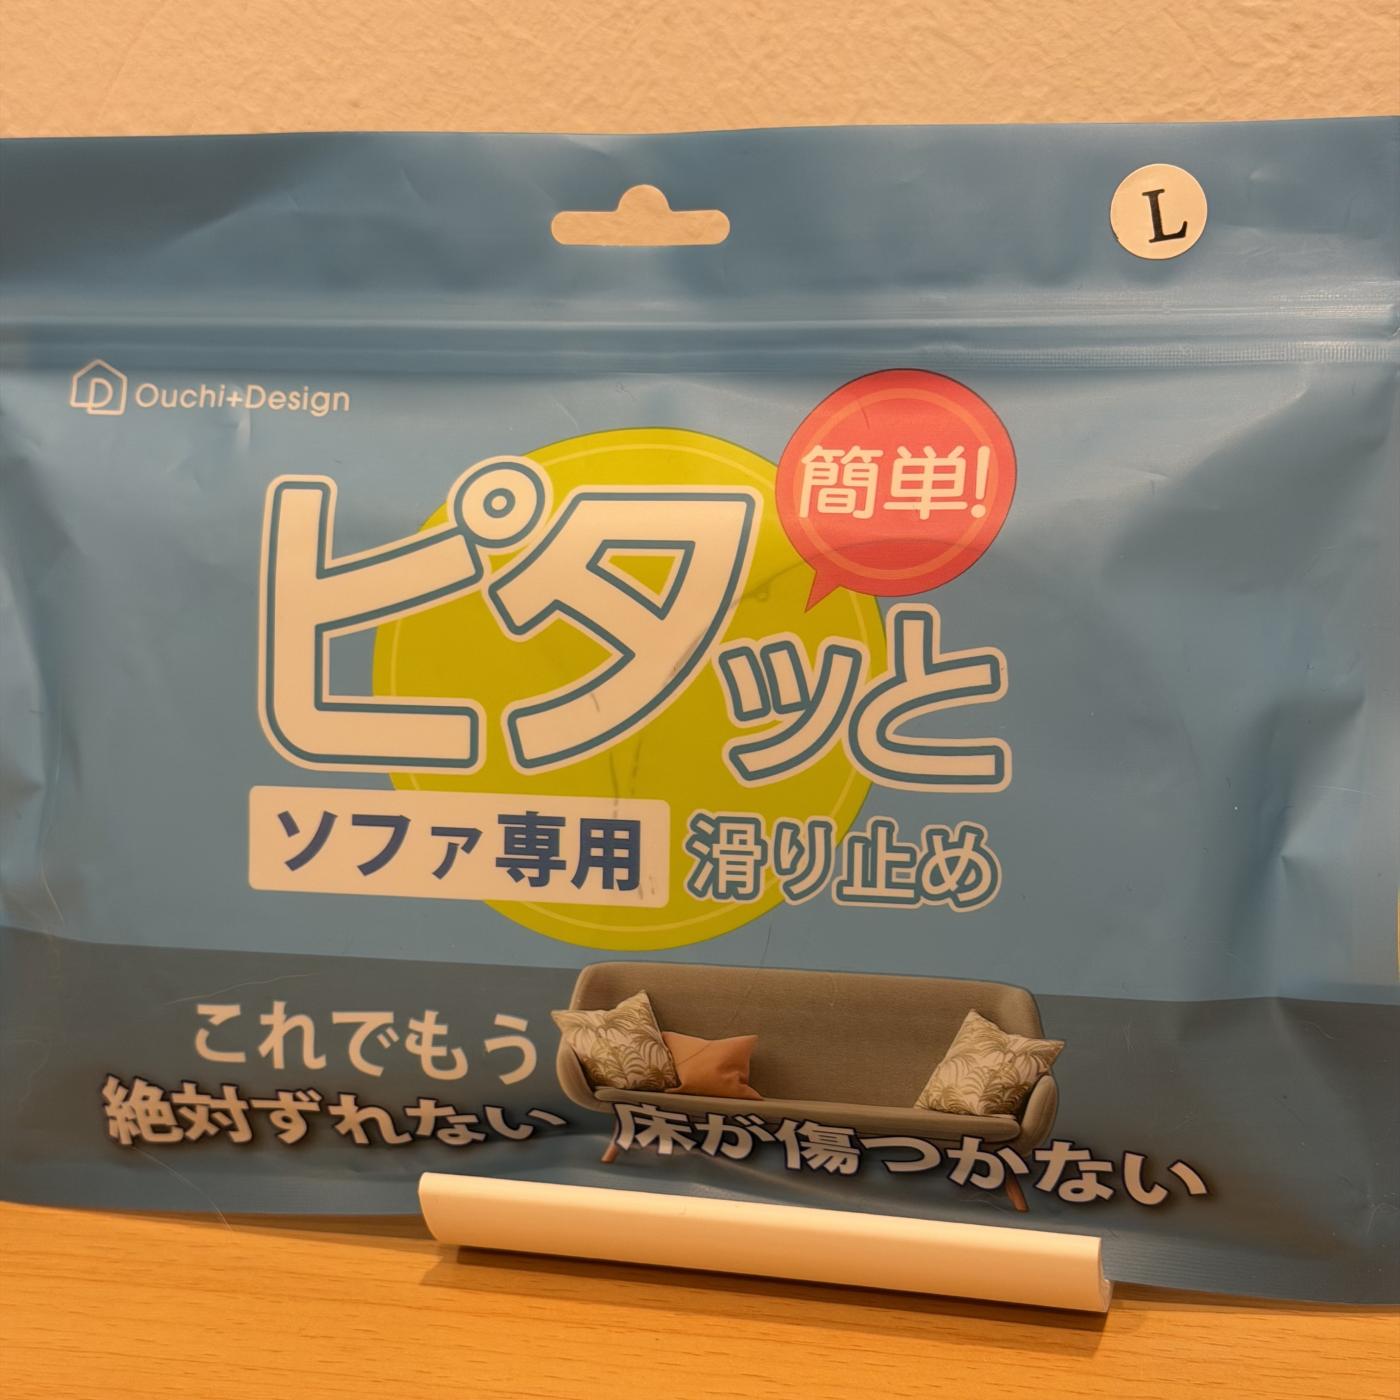 L
Ouchi+Design
簡単!
ピタッと
ソファ専用 滑り止め
これでもう
絶対ずれない 床が傷つかない